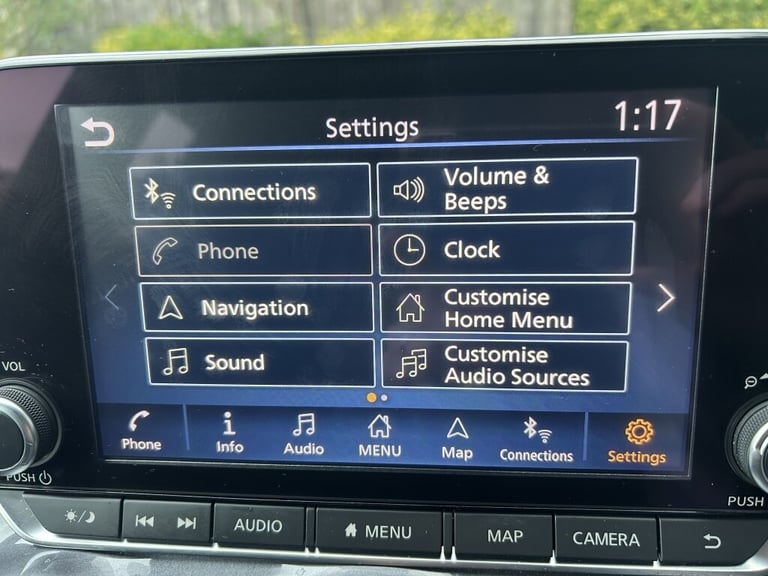 Settings
1:17
Connections
Volume &
Beeps
Phone
Clock
Navigation
Customise
Home Menu
Sound
Customise
Audio Sources
Phone
Info
Audio
MENU
Map
Connections
Settings
VOL
PUSH
PUSH
AUDIO
MENU
MAP
CAMERA